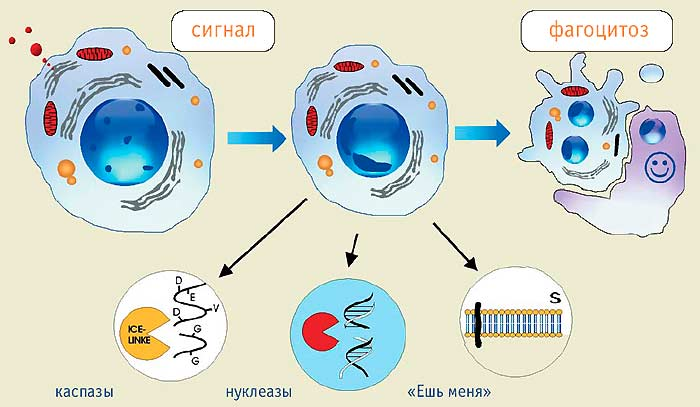 сигнал
фагоцитоз
D
E
D
V
G
G
ICE-
LINKE
S
каспазы
нуклеазы
«Ешь меня»